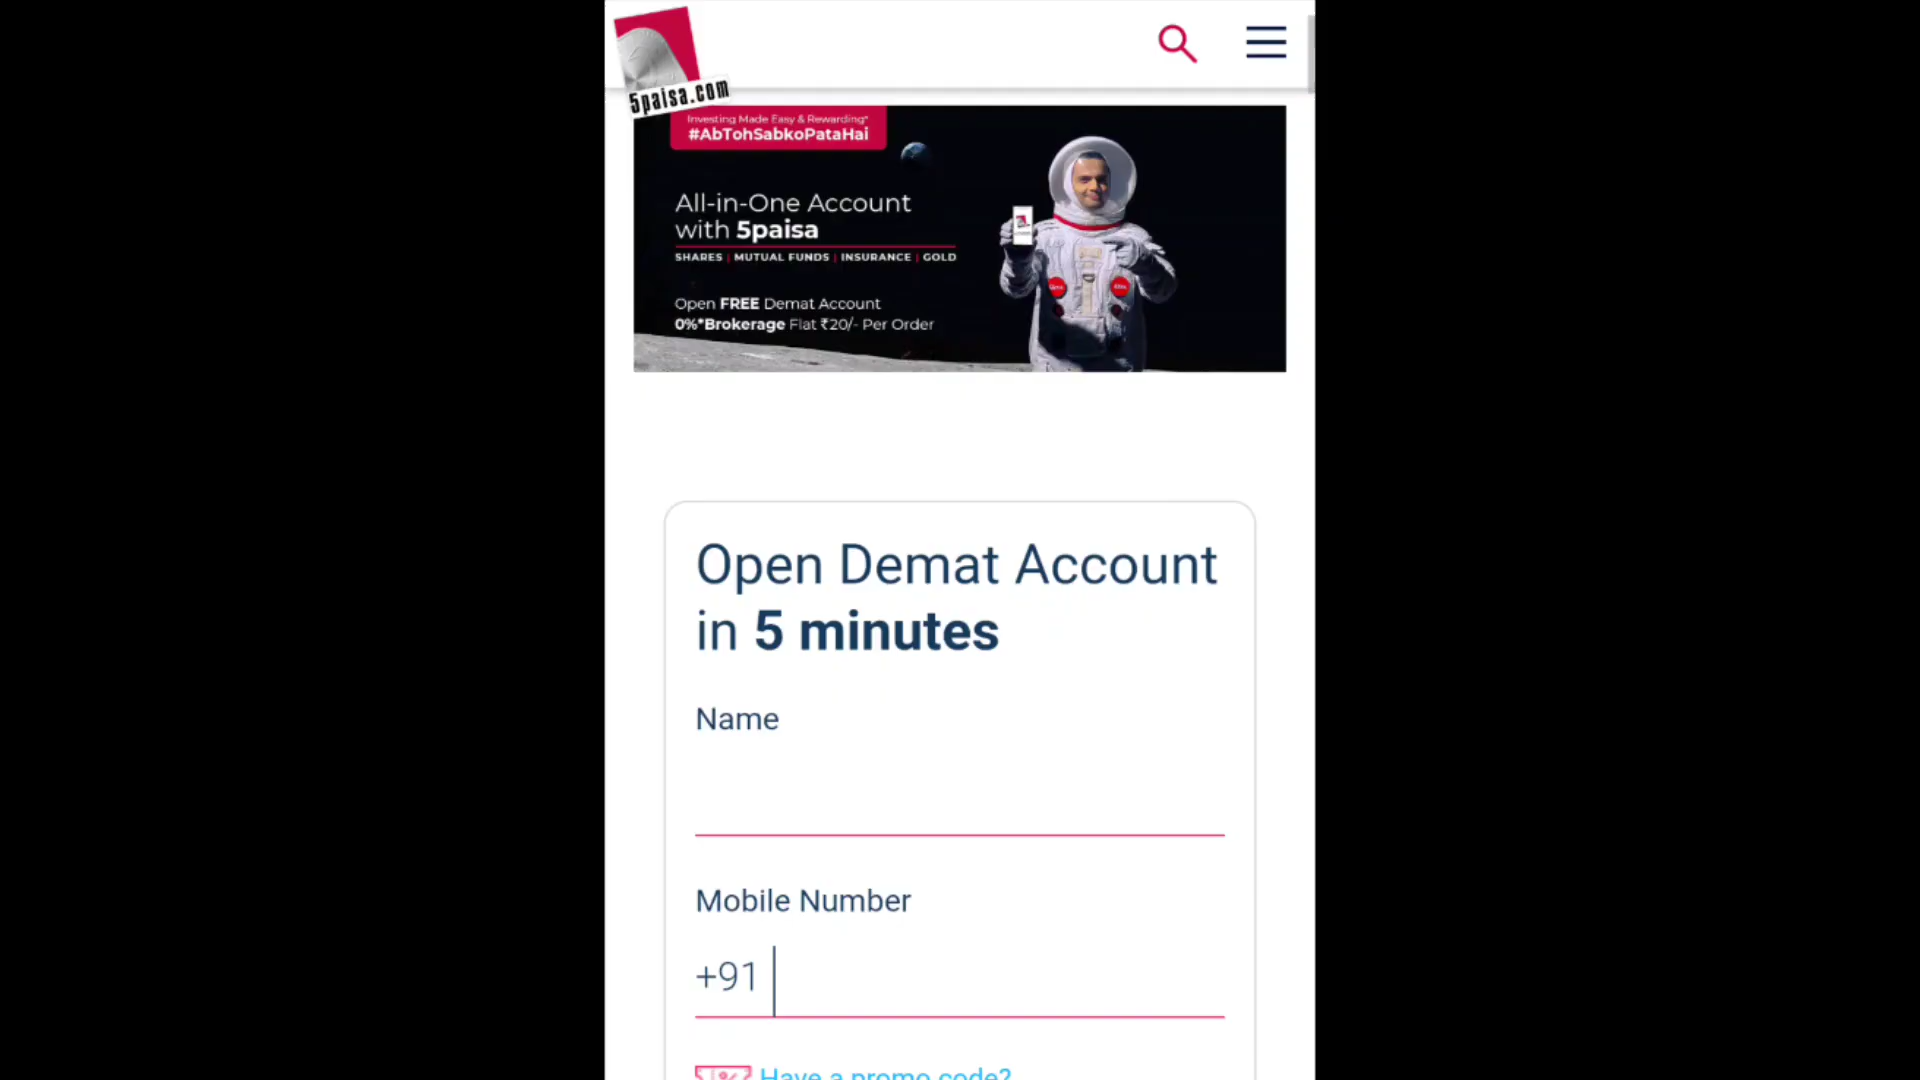 5paisa.com
Investing Made Easy & Rewarding*
#AbTohSabkoPataHai
All-in-One Account
with 5paisa
SHARES | MUTUAL FUNDS | INSURANCE | GOLD
Open FREE Demat Account
0%*Brokerage Flat ₹20/- Per Order
Open Demat Account
in 5 minutes
Name
Mobile Number
+91
Have a promo code?